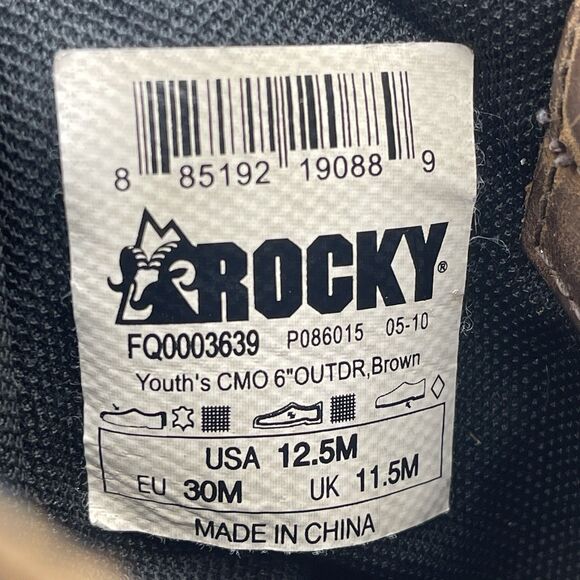 8 85192 19088 9
ROCKY®
FQ0003639 P086015 05-10
Youth's CMO 6"OUTDR,Brown
USA 12.5M
EU 30M UK 11.5M
MADE IN CHINA